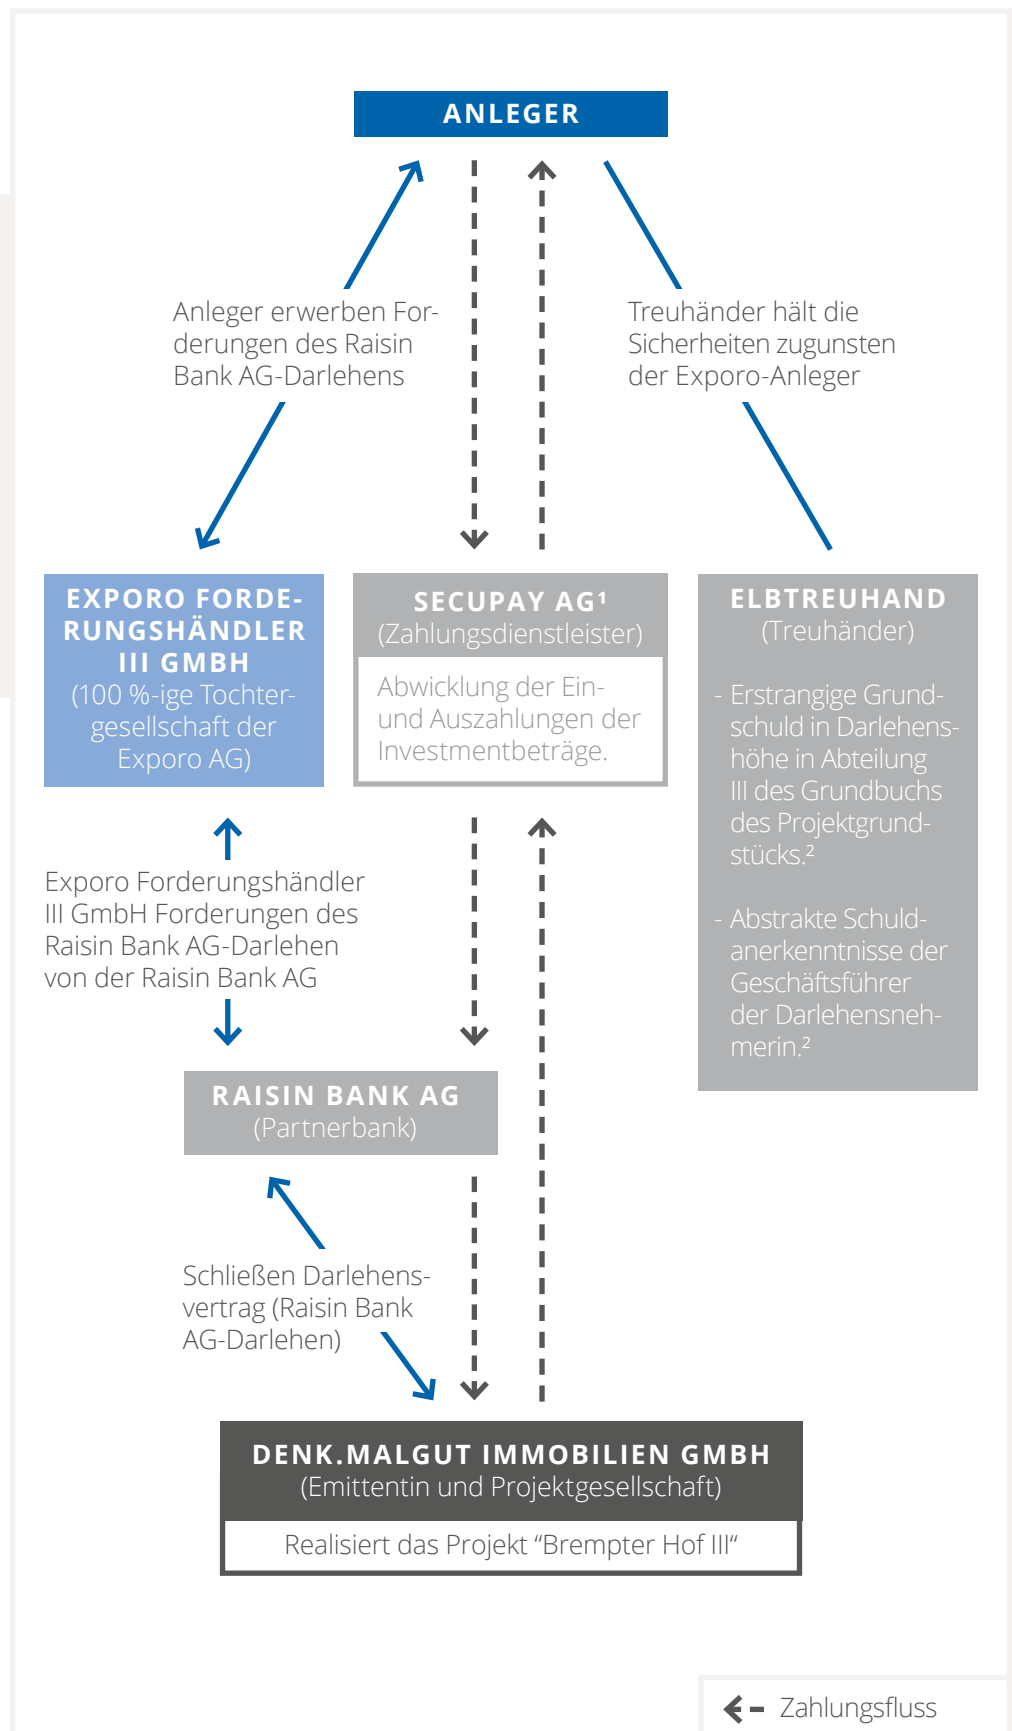 ANLEGER
Anleger erwerben For-
derungen des Raisin
Bank AG-Darlehens
Treuhänder hält die
Sicherheiten zugunsten
der Exporo-Anleger
EXPORO FORDE-
RUNGSHÄNDLER
III GMBH
(100 %-ige Tochter-
gesellschaft der
Exporo AG)
SECUPAY AG¹
(Zahlungsdienstleister)
Abwicklung der Ein-
und Auszahlungen der
Investmentbeträge.
ELBTREUHAND
(Treuhänder)
- Erstrangige Grund-
schuld in Darlehens-
höhe in Abteilung
III des Grundbuchs
des Projektgrund-
stücks.²
- Abstrakte Schuld-
anerkenntnisse der
Geschäftsführer
der Darlehensneh-
merin.²
Exporo Forderungshändler
III GmbH Forderungen des
Raisin Bank AG-Darlehen
von der Raisin Bank AG
RAISIN BANK AG
(Partnerbank)
Schließen Darlehens-
vertrag (Raisin Bank
AG-Darlehen)
DENK.MALGUT IMMOBILIEN GMBH
(Emittentin und Projektgesellschaft)
Realisiert das Projekt “Brempter Hof III“
Zahlungsfluss